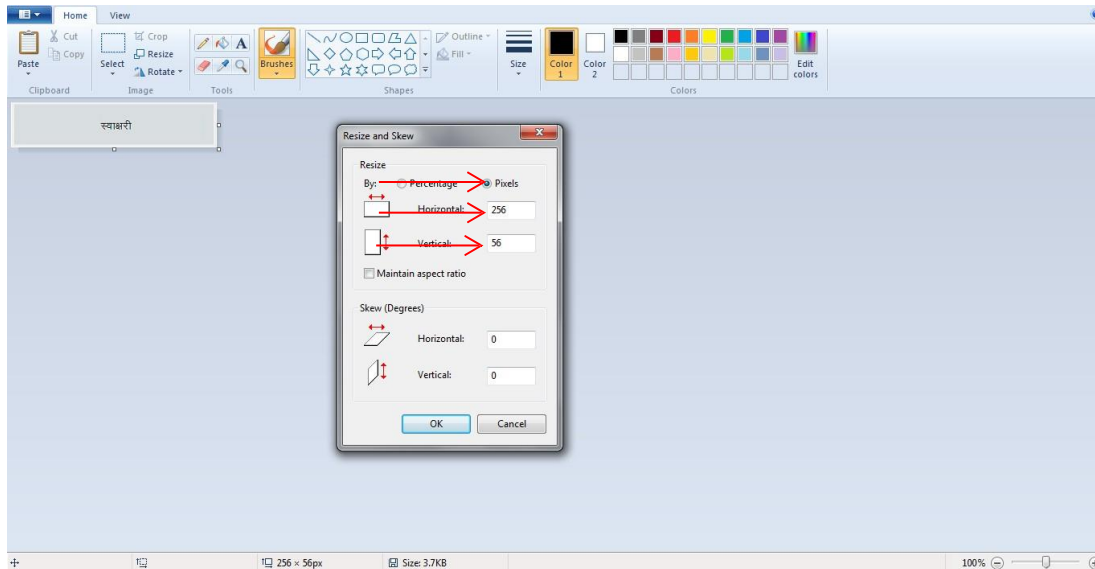 Home View
Paste
Cut
Copy
Clipboard
Select
Crop
Resize
Rotate
Image
A
Tools
Brushes
Outline
Fill
Shapes
Size
Color 1
Color 2
Edit colors
Colors
स्वाक्षरी
Resize and Skew
Resize
By: Percentage Pixels
Horizontal: 256
Vertical: 56
Maintain aspect ratio
Skew (Degrees)
Horizontal: 0
Vertical: 0
OK Cancel
256 × 56px Size: 3.7KB 100%